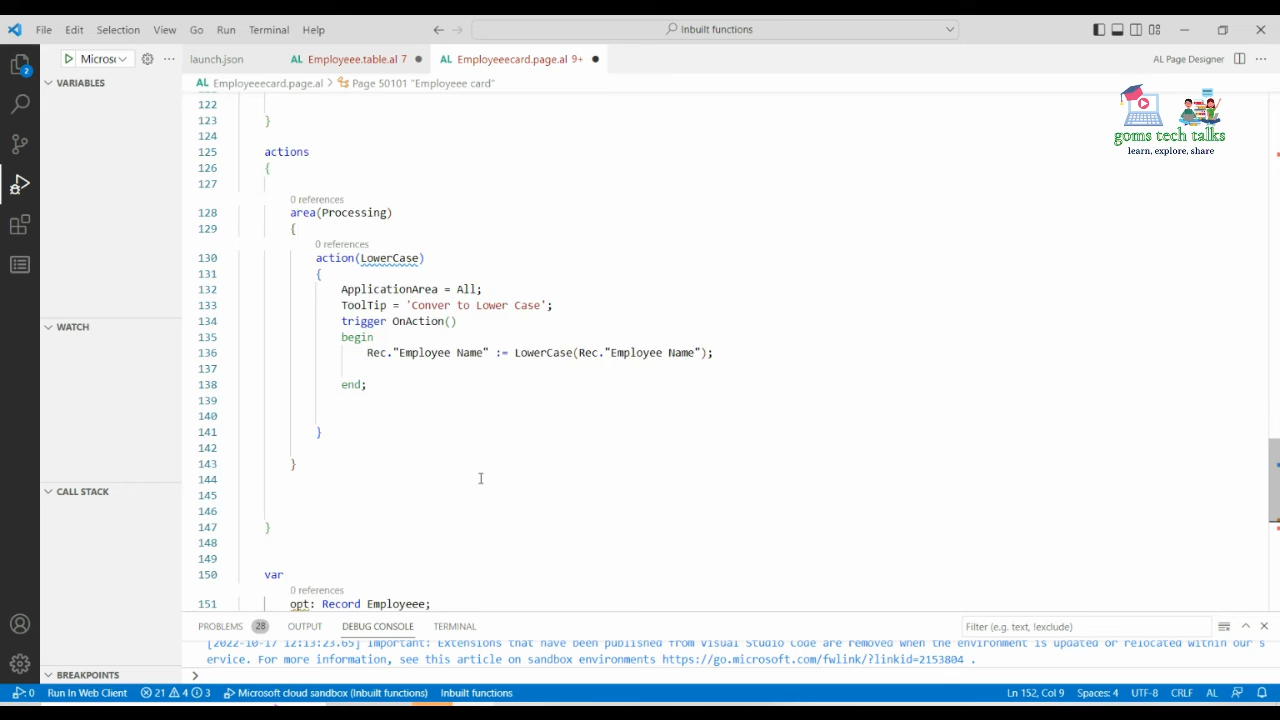 File Edit Selection View Go Run Terminal Help
Inbuilt functions
Microsc
launch.json
Employeee.table.al 7
Employeeecard.page.al 9+
AL Page Designer
VARIABLES
Employeeecard.page.al > Page 50101 "Employee card"
goms tech talks
learn, explore, share
122
123 }
124
125 actions
126 {
127
0 references
128 area(Processing)
129 {
0 references
130 action(LowerCase)
131 {
132 ApplicationArea = All;
133 ToolTip = 'Conver to Lower Case';
134 trigger OnAction()
135 begin
136 Rec."Employee Name" := LowerCase(Rec."Employee Name");
137
138 end;
139
140
141 }
142
143 }
144
145
146
147 }
148
149
150 var
0 references
151 opt: Record Employeee;
WATCH
CALL STACK
BREAKPOINTS
PROBLEMS 28 OUTPUT DEBUG CONSOLE TERMINAL
Filter (e.g. text, !exclude)
[2022-10-17 12:13:23.65] Important: Extensions that have been published from Visual Studio Code are removed when the environment is updated or relocated within our s
ervice. For more information, see this article on sandbox environments https://go.microsoft.com/fwlink/?linkid=2153804 .
0 Run In Web Client 21 4 3 Microsoft cloud sandbox (Inbuilt functions) Inbuilt functions
Ln 152, Col 9 Spaces: 4 UTF-8 CRLF AL